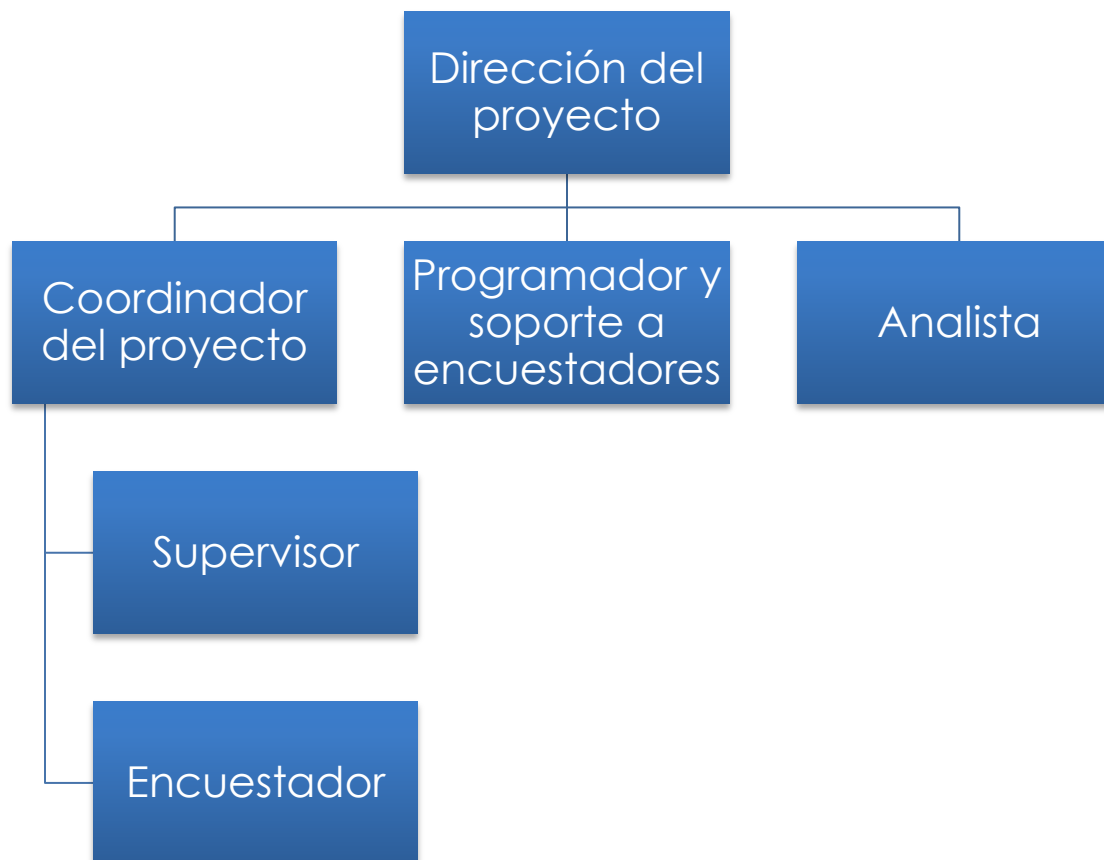 Dirección del
proyecto
Coordinador
del proyecto
Programador y
soporte a
encuestadores
Analista
Supervisor
Encuestador